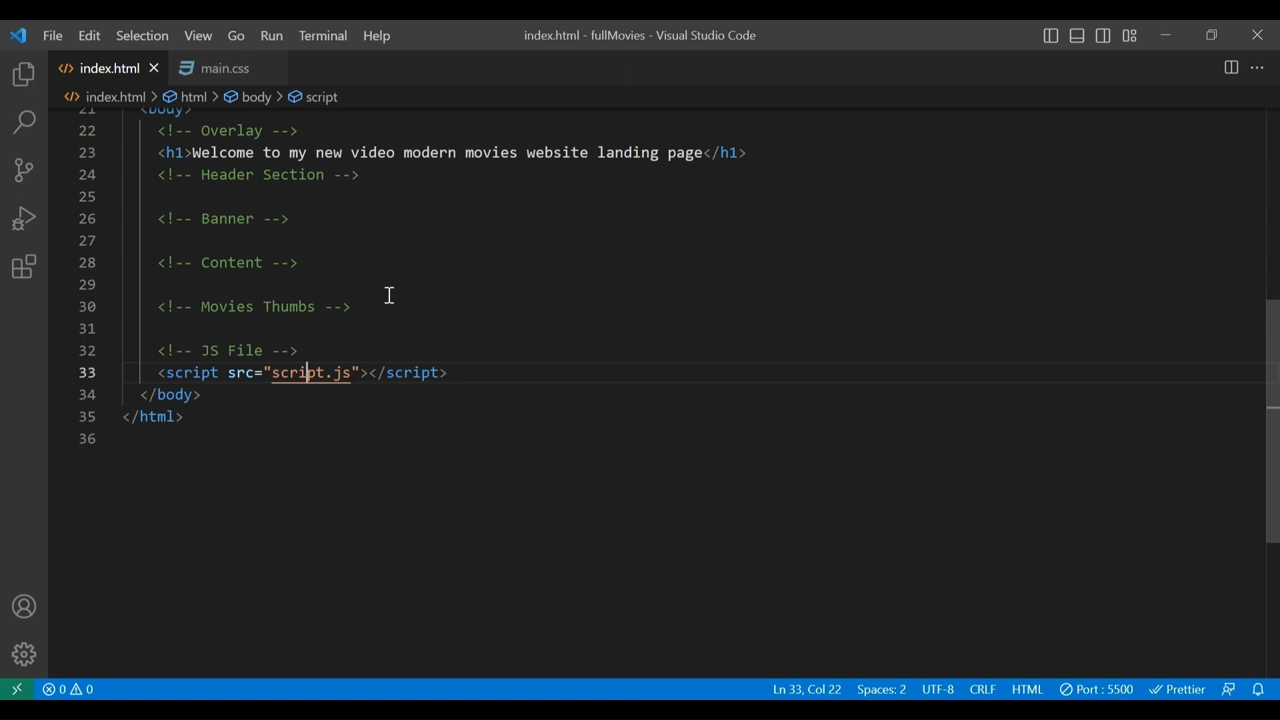 File Edit Selection View Go Run Terminal Help index.html - fullMovies - Visual Studio Code
index.html main.css
index.html > html > body > script
21 <body>
22 <!-- Overlay -->
23 <h1>Welcome to my new video modern movies website landing page</h1>
24 <!-- Header Section -->
25
26 <!-- Banner -->
27
28 <!-- Content -->
29
30 <!-- Movies Thumbs -->
31
32 <!-- JS File -->
33 <script src="script.js"></script>
34 </body>
35 </html>
36
0 0 Ln 33, Col 22 Spaces: 2 UTF-8 CRLF HTML Port : 5500 Prettier